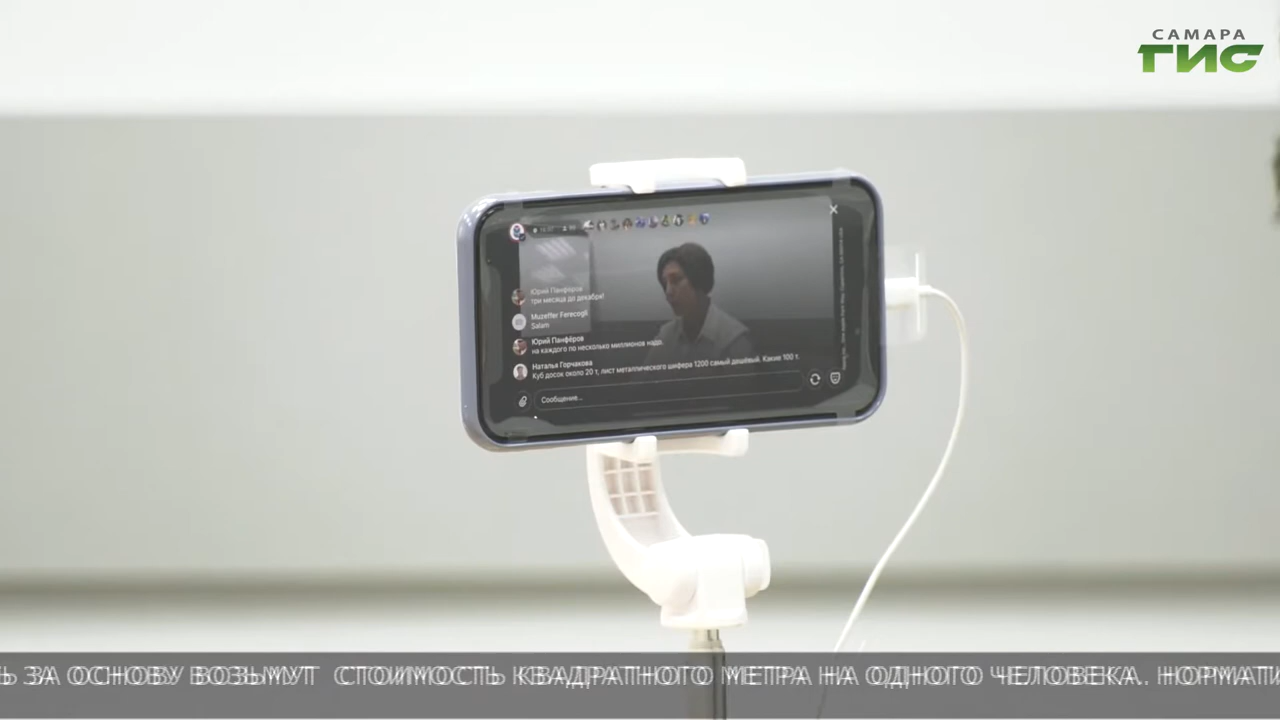 САМАРА
ГИС
Юрий Панфёров
три месяца до декабря!
Muzeffer Ferecogli
Salam
Юрий Панфёров
на каждого по несколько миллионов надо.
Наталья Горчакова
Куб досок около 20 т, лист металлического шифера 1200 самый дешёвый. Какие 100 т.
Сообщение...
Ь ЗА ОСНОВУ ВОЗЬМУТ СТОИМОСТЬ КВАДРАТНОГО МЕТРА НА ОДНОГО ЧЕЛОВЕКА.. НОРМАТИ